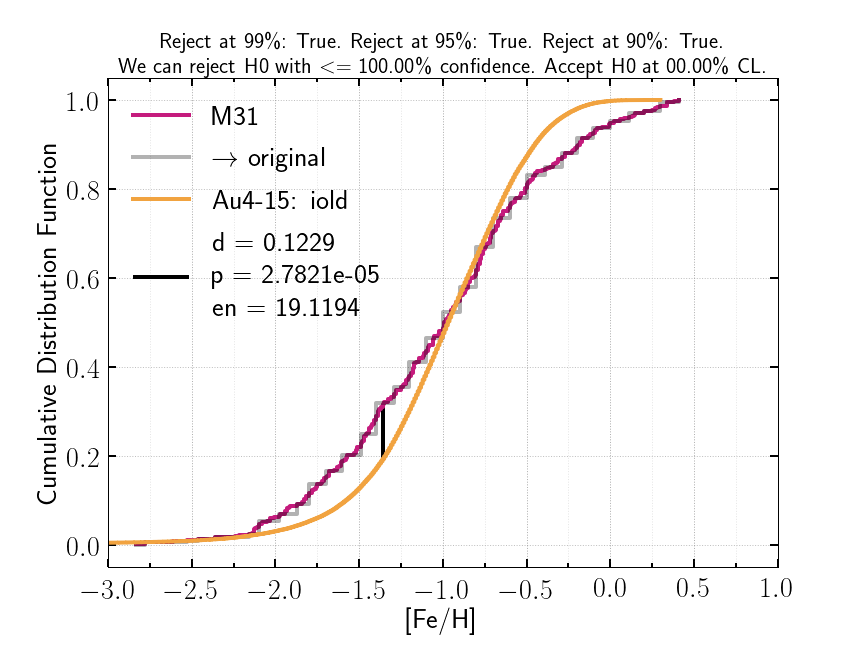 Reject at 99%: True. Reject at 95%: True. Reject at 90%: True.
We can reject H0 with <= 100.00% confidence. Accept H0 at 00.00% CL.
M31
→ original
Au4-15: iold
d = 0.1229
p = 2.7821e-05
en = 19.1194
Cumulative Distribution Function
1.0
0.8
0.6
0.4
0.2
0.0
−3.0 −2.5 −2.0 −1.5 −1.0 −0.5 0.0 0.5 1.0
[Fe/H]